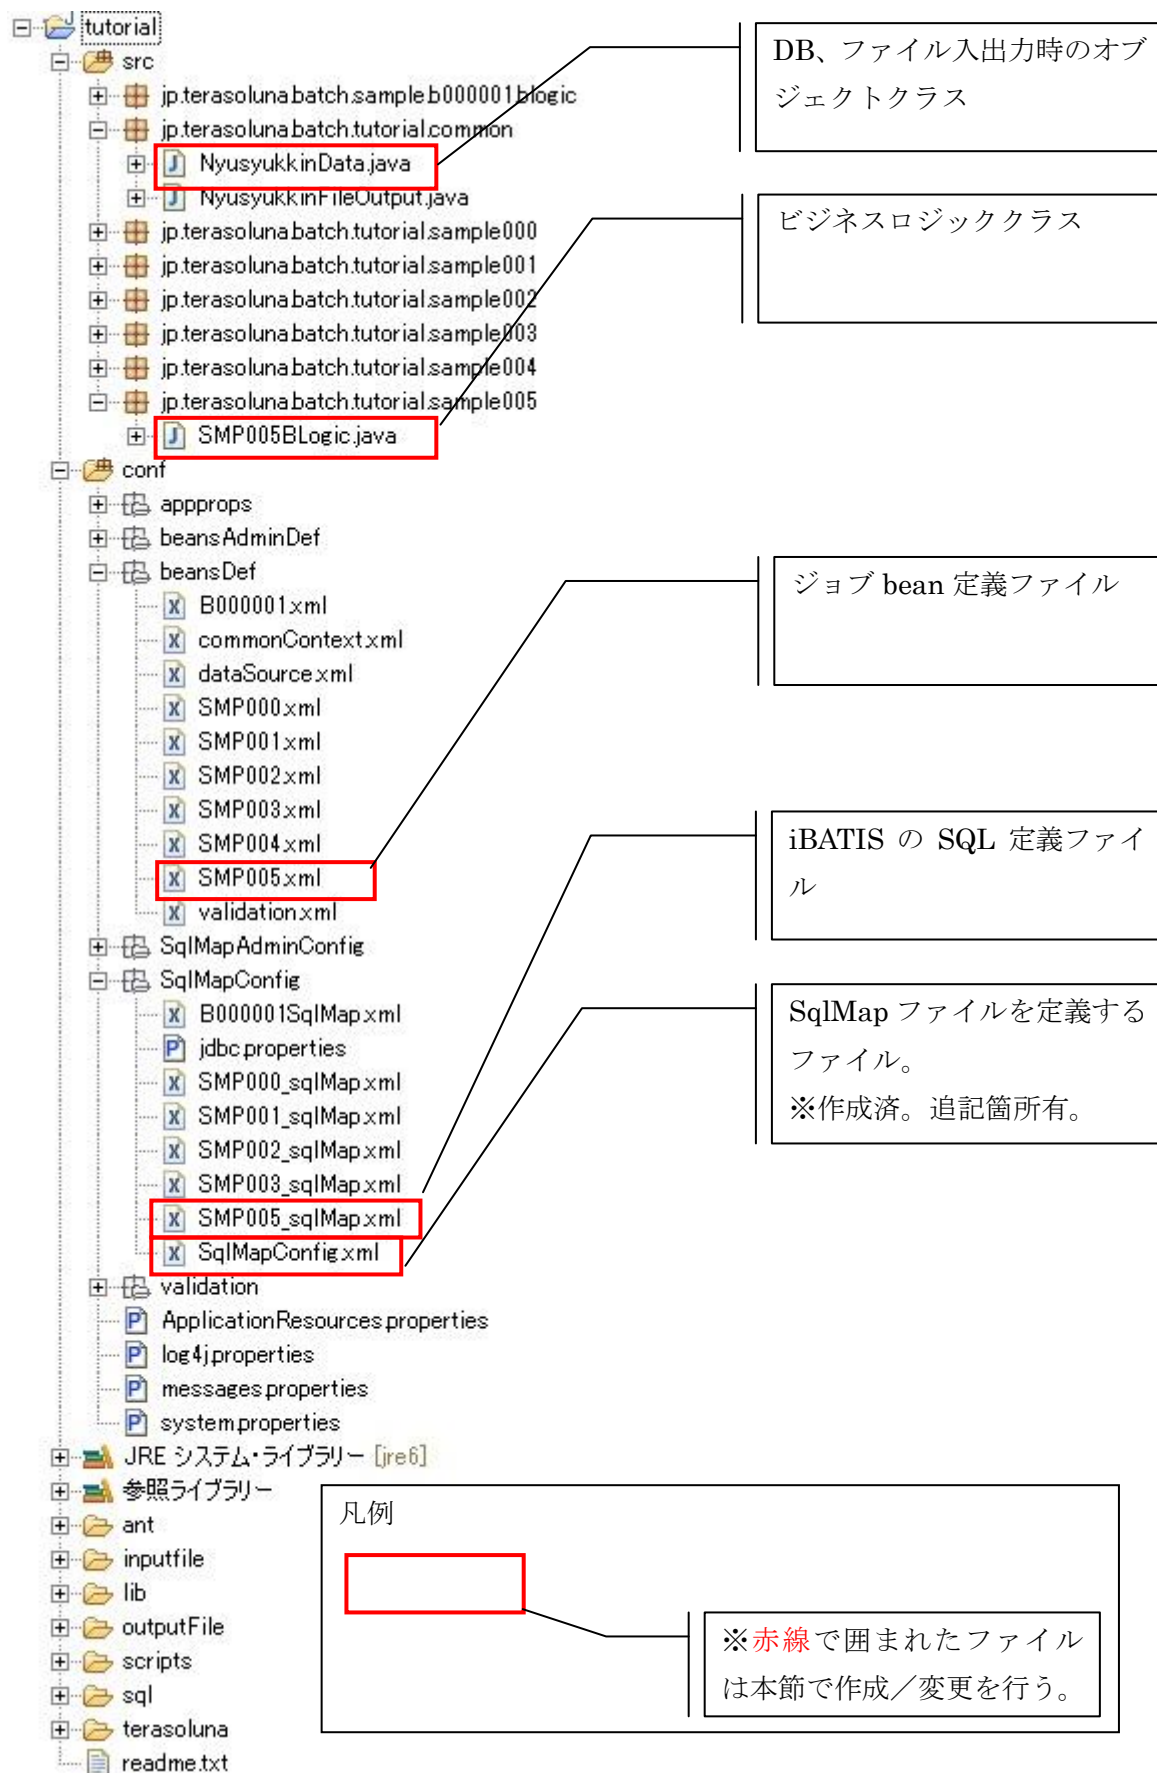 tutorial
src
jp.terasoluna.batch.sample.b000001.blogic
jp.terasoluna.batch.tutorial.common
NyusyukkinData.java
NyusyukkinFileOutput.java
jp.terasoluna.batch.tutorial.sample000
jp.terasoluna.batch.tutorial.sample001
jp.terasoluna.batch.tutorial.sample002
jp.terasoluna.batch.tutorial.sample003
jp.terasoluna.batch.tutorial.sample004
jp.terasoluna.batch.tutorial.sample005
SMP005BLogic.java
conf
appprops
beansAdminDef
beansDef
B000001.xml
commonContext.xml
dataSource.xml
SMP000.xml
SMP001.xml
SMP002.xml
SMP003.xml
SMP004.xml
SMP005.xml
validation.xml
SqlMapAdminConfig
SqlMapConfig
B000001SqlMap.xml
jdbc.properties
SMP000_sqlMap.xml
SMP001_sqlMap.xml
SMP002_sqlMap.xml
SMP003_sqlMap.xml
SMP005_sqlMap.xml
SqlMapConfig.xml
validation
ApplicationResources.properties
log4j.properties
messages.properties
system.properties
JRE システム・ライブラリー [jre6]
参照ライブラリー
ant
inputfile
lib
outputFile
scripts
sql
terasoluna
readme.txt
DB、ファイル入出力時のオブ
ジェクトクラス
ビジネスロジッククラス
ジョブ bean 定義ファイル
iBATIS の SQL 定義ファイ
ル
SqlMap ファイルを定義する
ファイル。
※作成済。追記箇所有。
凡例
※赤線で囲まれたファイル
は本節で作成／変更を行う。